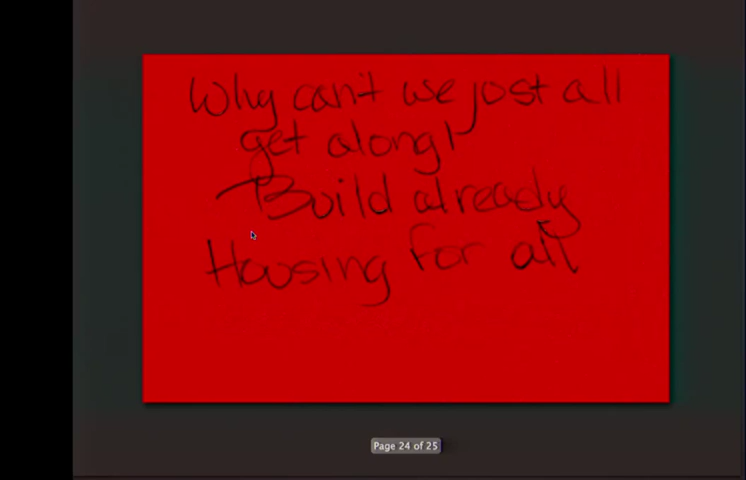 Why can't we just all
get along!
Build already
Housing for all
Page 24 of 25